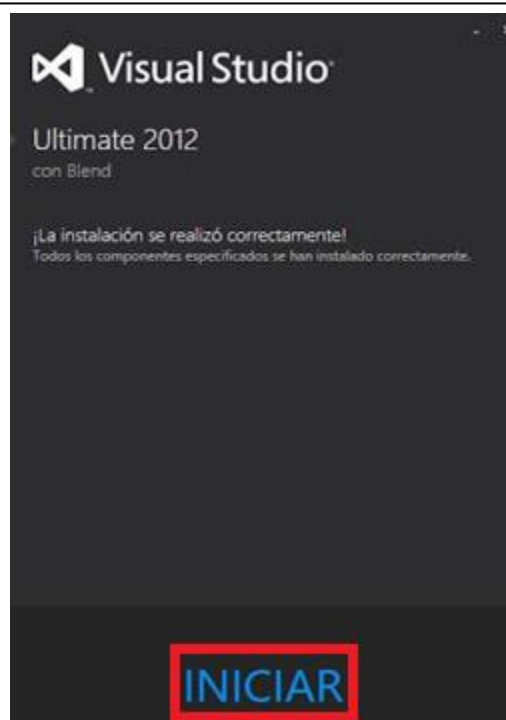 Visual Studio
Ultimate 2012
con Blend
¡La instalación se realizó correctamente!
Todos los componentes especificados se han instalado correctamente.
INICIAR